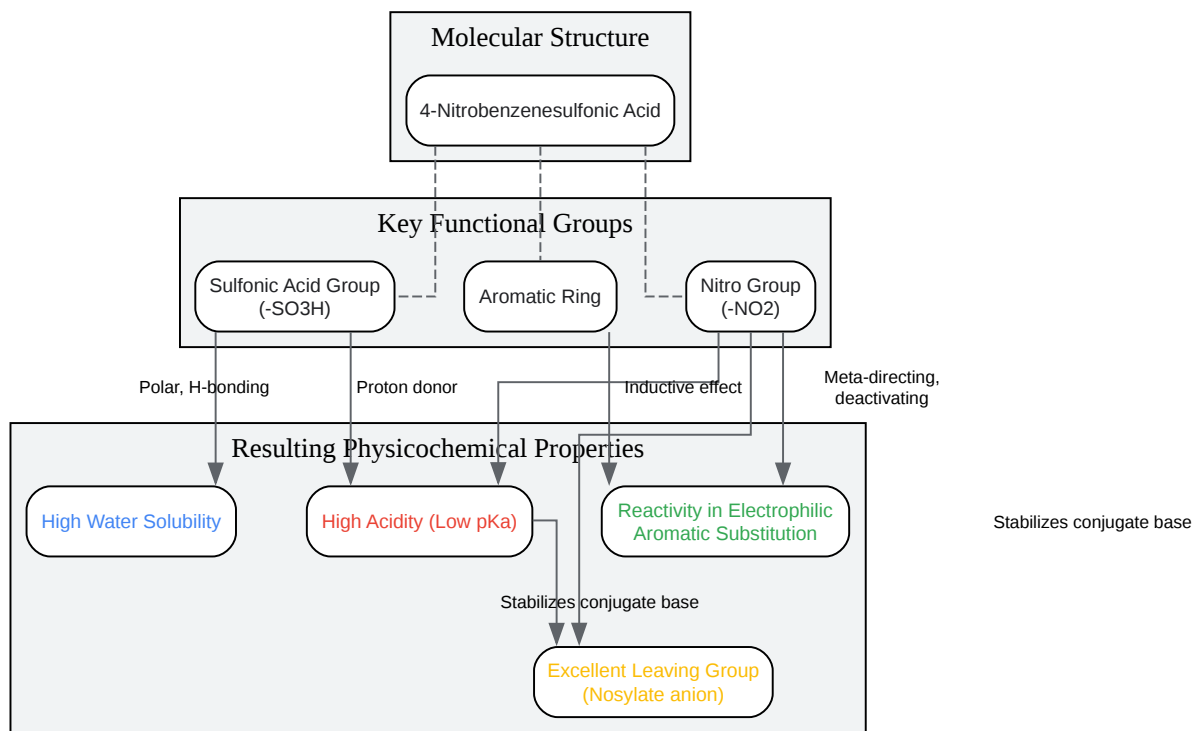 Molecular Structure
4-Nitrobenzenesulfonic Acid
Key Functional Groups
Sulfonic Acid Group
(-SO3H)
Aromatic Ring
Nitro Group
(-NO2)
Polar, H-bonding
Proton donor
Inductive effect
Meta-directing,
deactivating
Resulting Physicochemical Properties
High Water Solubility
High Acidity (Low pKa)
Reactivity in Electrophilic
Aromatic Substitution
Stabilizes conjugate base
Stabilizes conjugate base
Excellent Leaving Group
(Nosylate anion)